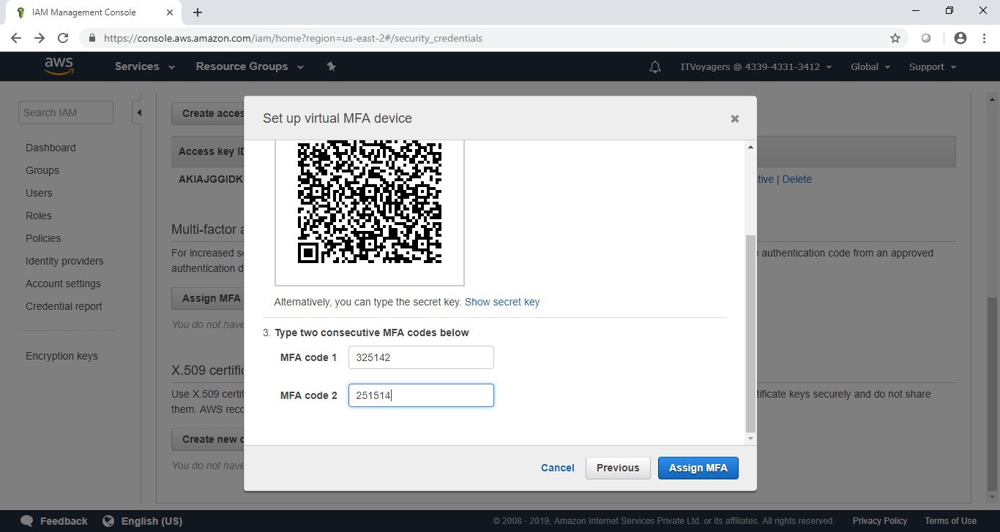 IAM Management Console
https://console.aws.amazon.com/iam/home?region=us-east-2#/security_credentials
aws
Services
Resource Groups
ITVoyagers @ 4339-4331-3412
Global
Support
Search IAM
Dashboard
Groups
Users
Roles
Policies
Identity providers
Account settings
Credential report
Encryption keys
Create acces
Access key ID
AKIAJGGIDK
tive | Delete
Multi-factor a
For increased se
authentication code from an approved
authentication d
Assign MFA
You do not have
X.509 certific
Use X.509 certif
tificate keys securely and do not share
them. AWS reco
Create new c
You do not have
Set up virtual MFA device
Alternatively, you can type the secret key. Show secret key
3. Type two consecutive MFA codes below
MFA code 1 325142
MFA code 2 251514
Cancel Previous Assign MFA
Feedback
English (US)
© 2008 - 2019, Amazon Internet Services Private Ltd. or its affiliates. All rights reserved.
Privacy Policy
Terms of Use